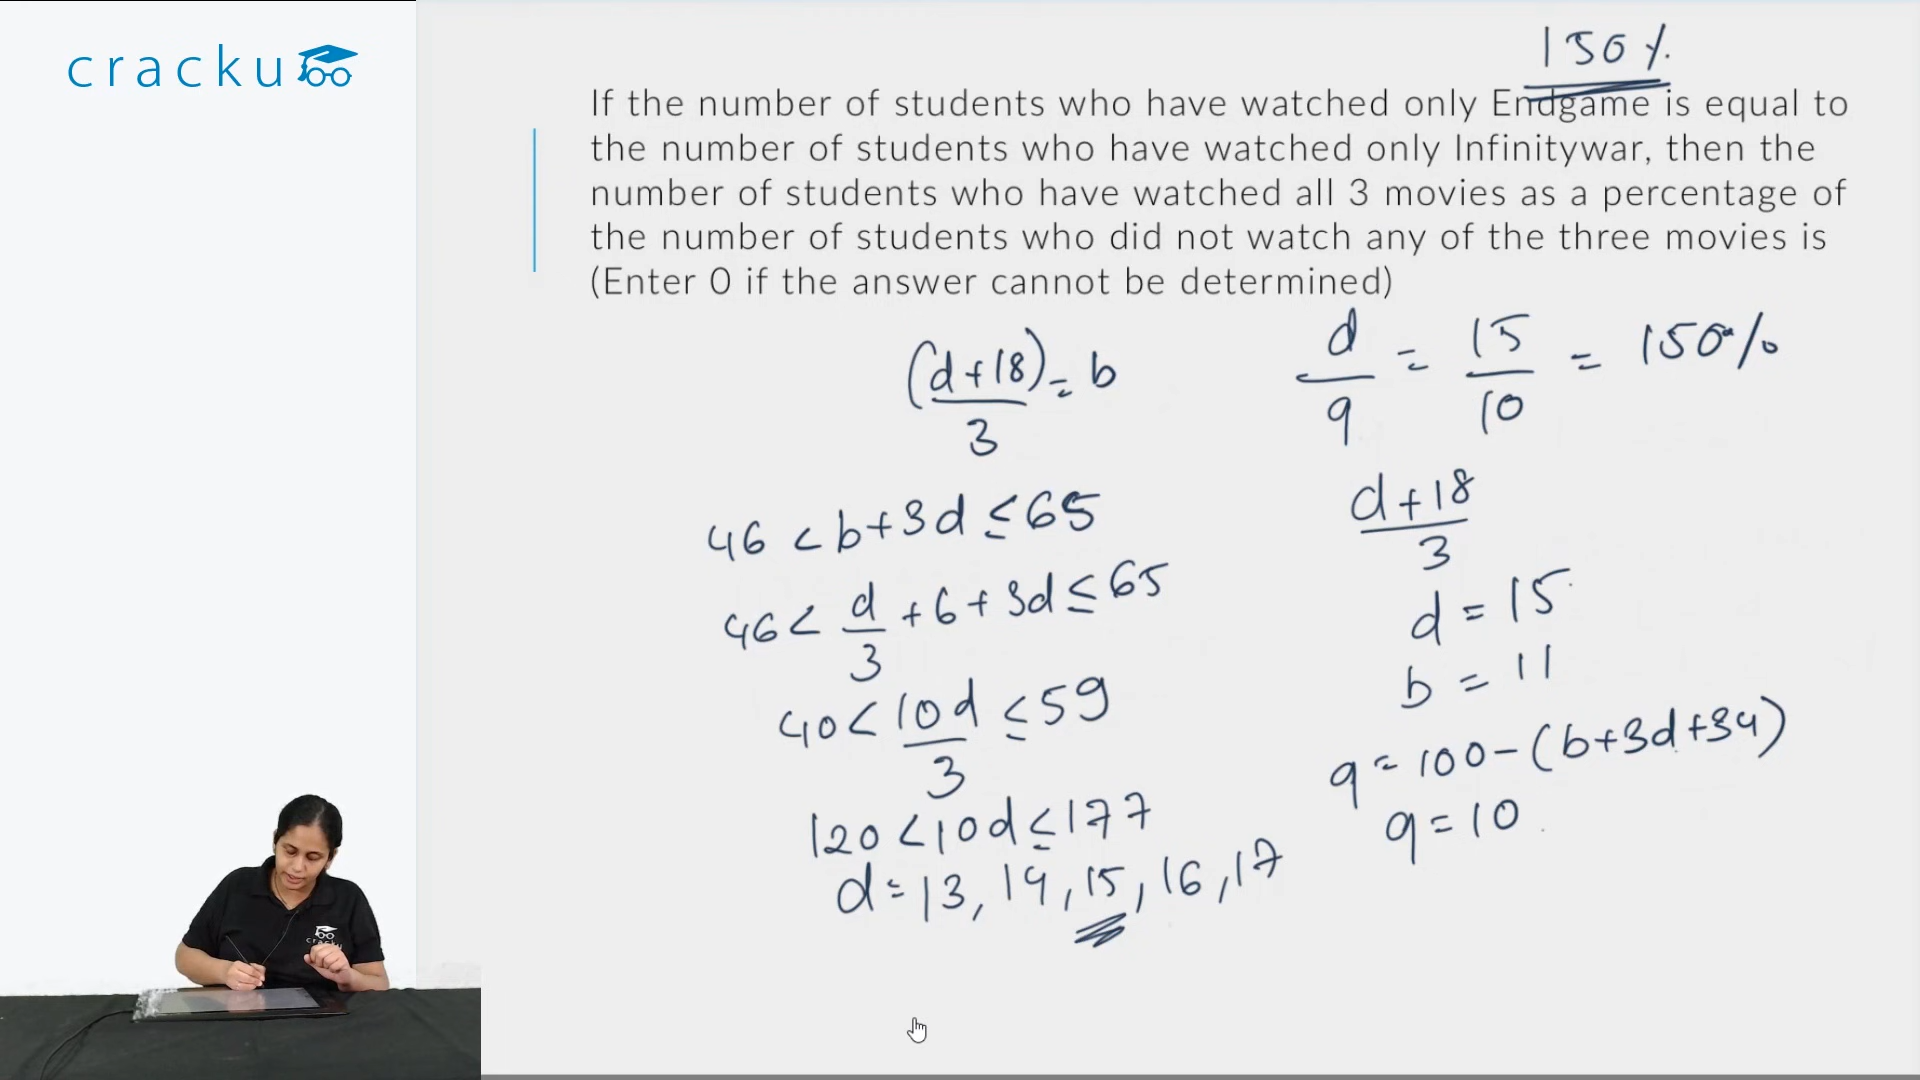 cracku
150%
If the number of students who have watched only Endgame is equal to
the number of students who have watched only Infinitywar, then the
number of students who have watched all 3 movies as a percentage of
the number of students who did not watch any of the three movies is
(Enter 0 if the answer cannot be determined)
(d+18)/3 = b
46 < b+3d ≤ 65
46 < d/3 + 6 + 3d ≤ 65
40 < 10d/3 ≤ 59
120 < 10d ≤ 177
d = 13, 14, 15, 16, 17
d/9 = 15/10 = 150%
d+18/3
d = 15
b = 11
9 = 100-(b+3d+34)
9 = 10
cracku